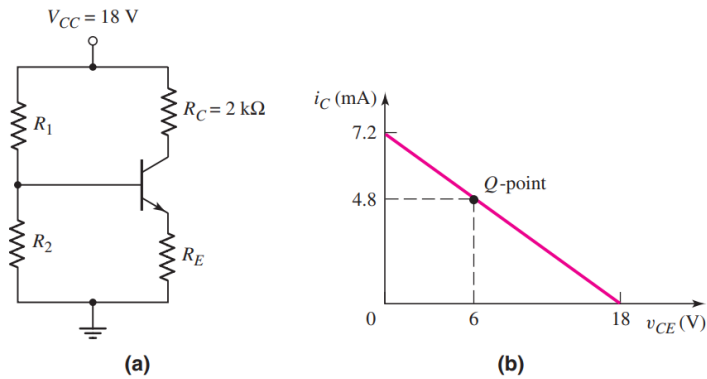 V_CC = 18 V
R_1
R_C = 2 kΩ
R_2
R_E
(a)
i_C (mA)
7.2
4.8
Q-point
0
6
18
v_CE (V)
(b)